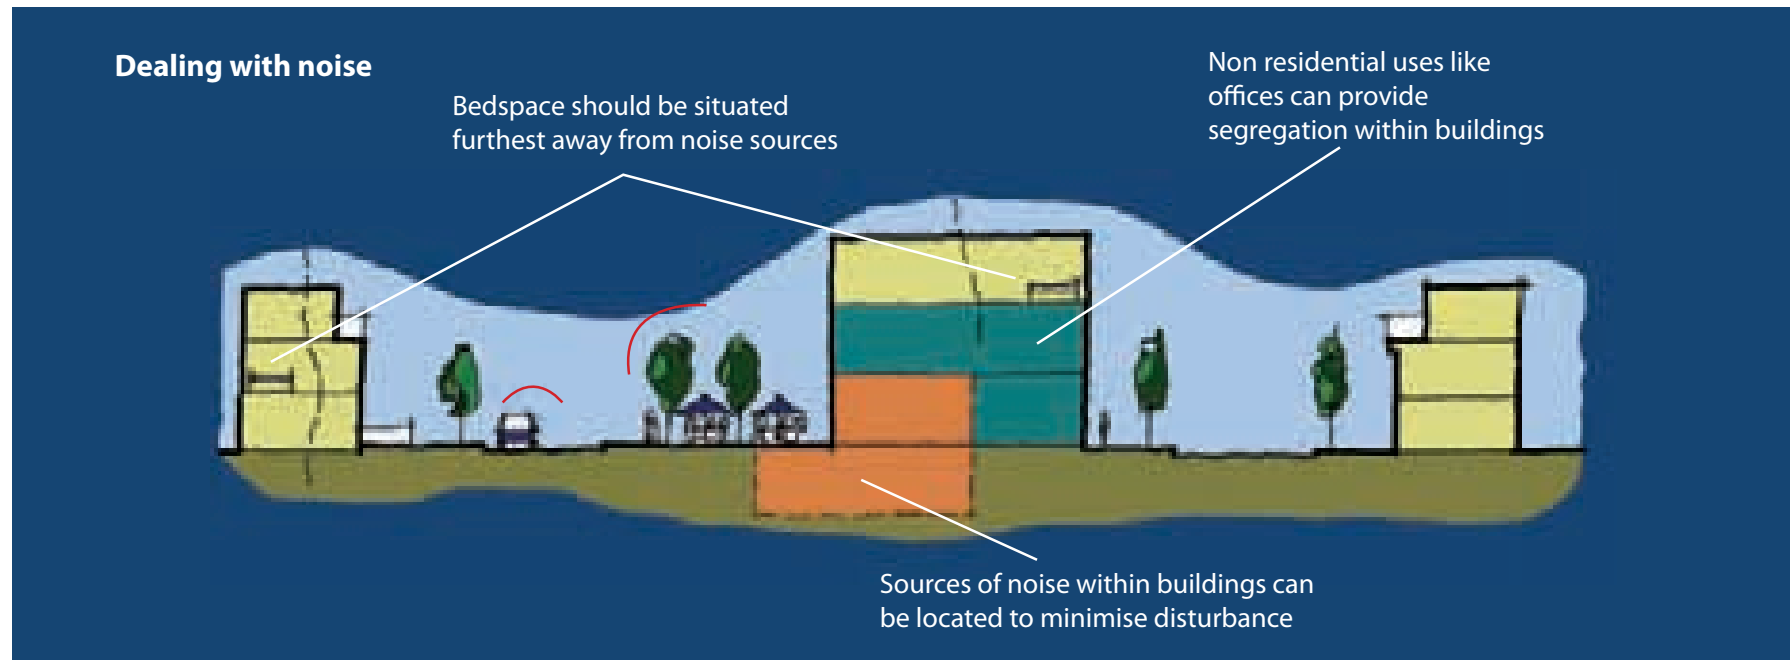 Dealing with noise
Bedspace should be situated
furthest away from noise sources
Non residential uses like
offices can provide
segregation within buildings
Sources of noise within buildings can
be located to minimise disturbance